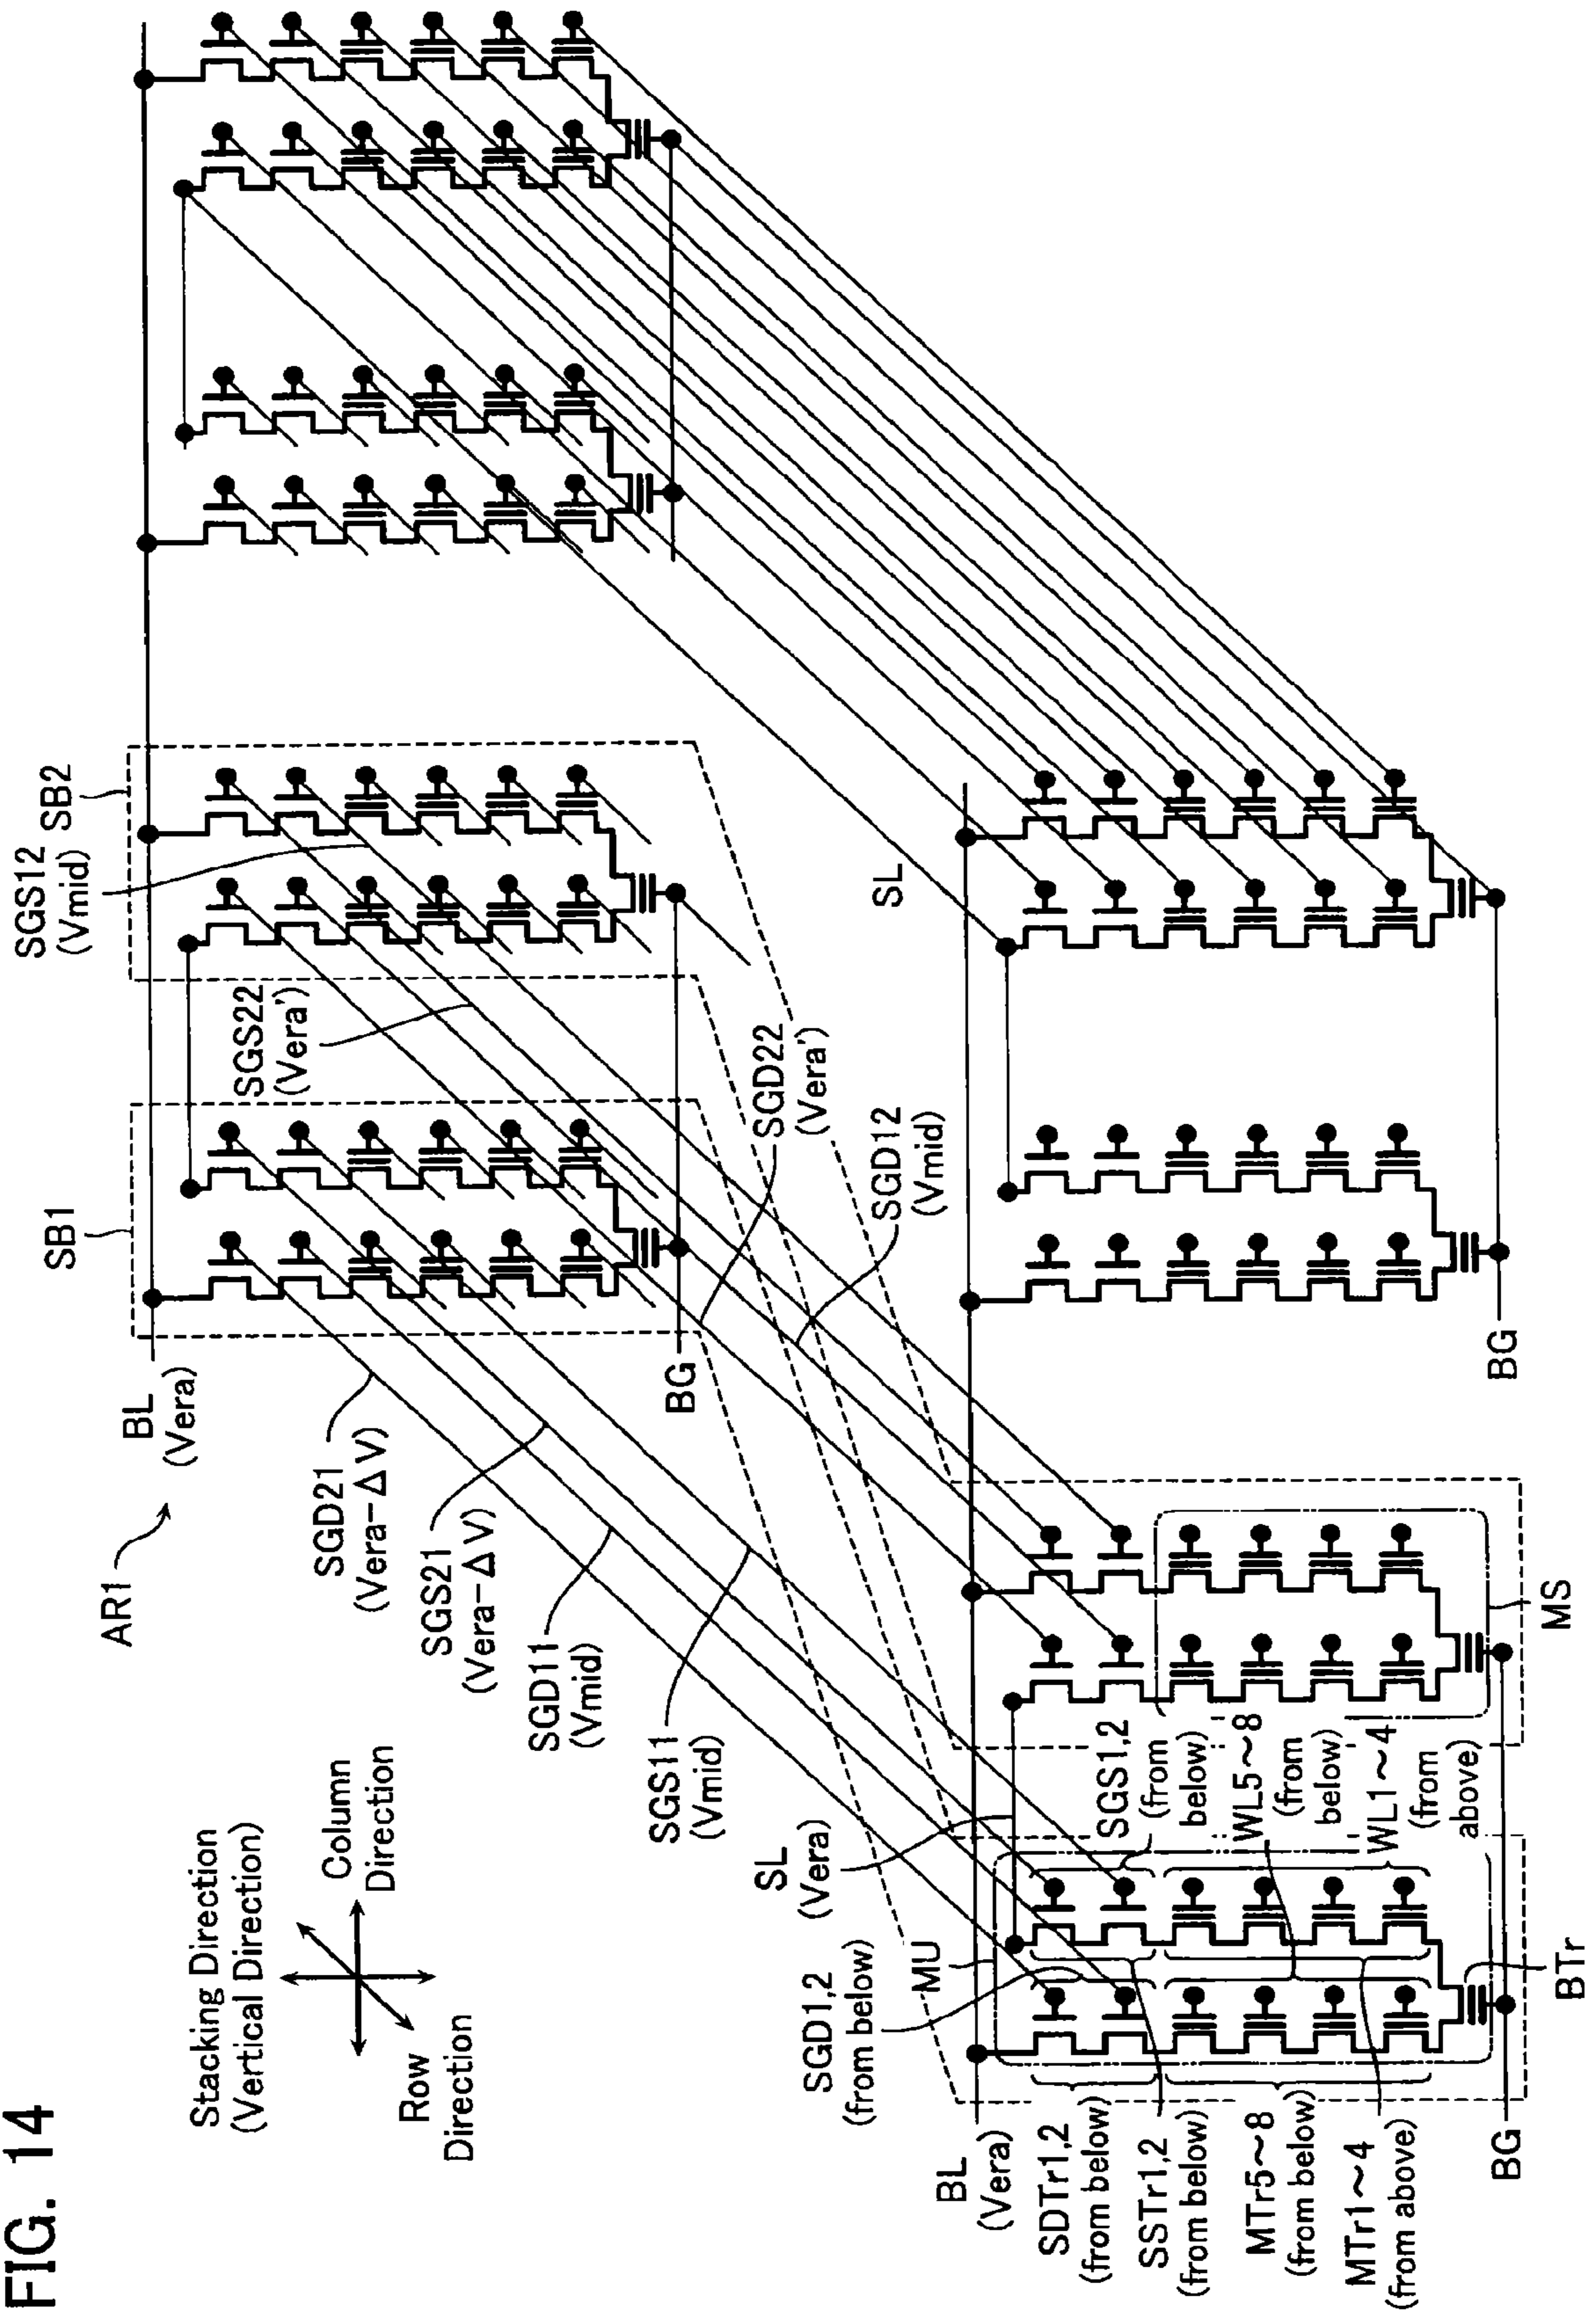 FIG. 14
Stacking Direction
(Vertical Direction)
Column
Direction
Row
Direction
AR1
BL
(Vera)
SB1
SB2
SGS12
(Vmid)
SGS22
(Vera')
SGD21
(Vera-ΔV)
SGS21
(Vera-ΔV)
SGD11
(Vmid)
SGS11
(Vmid)
BG
SGD22
(Vera')
SGD12
(Vmid)
SL
SL
(Vera)
MU
SGD1,2
(from below)
SGS1,2
(from
below)
WL5~8
(from
below)
WL1~4
(from
above)
BL
(Vera)
SDTr1,2
(from below)
SSTr1,2
(from below)
MTr5~8
(from below)
MTr1~4
(from above)
BG
BTr
MS
BG